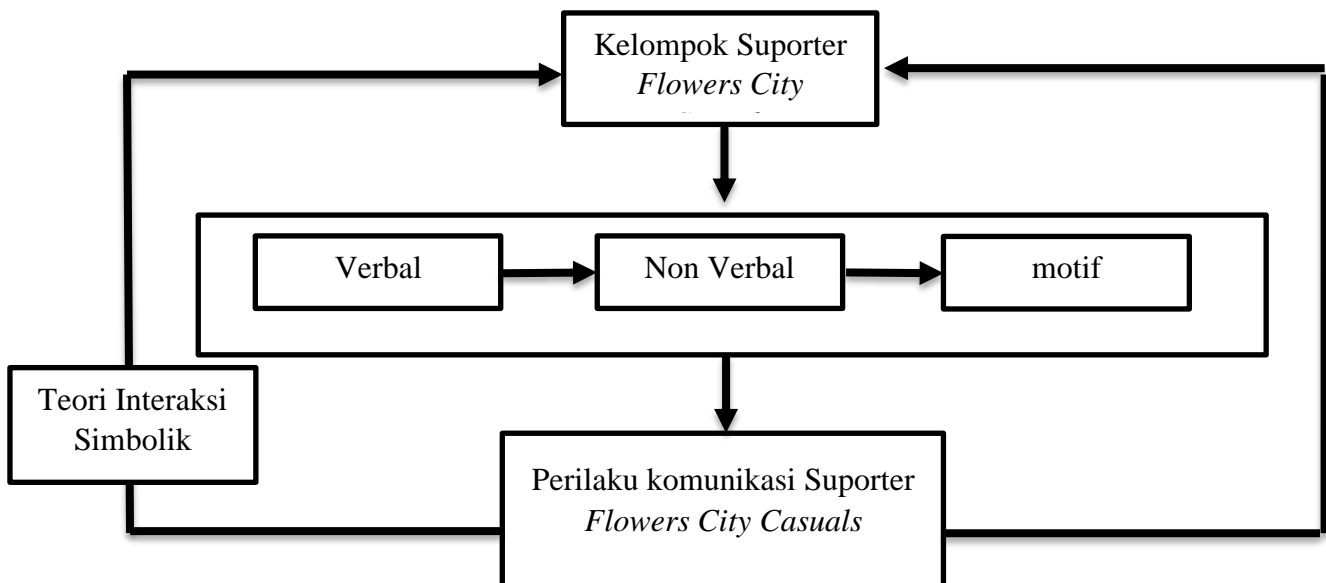 Kelompok Suporter
Flowers City
Verbal
Non Verbal
motif
Teori Interaksi
Simbolik
Perilaku komunikasi Suporter
Flowers City Casuals